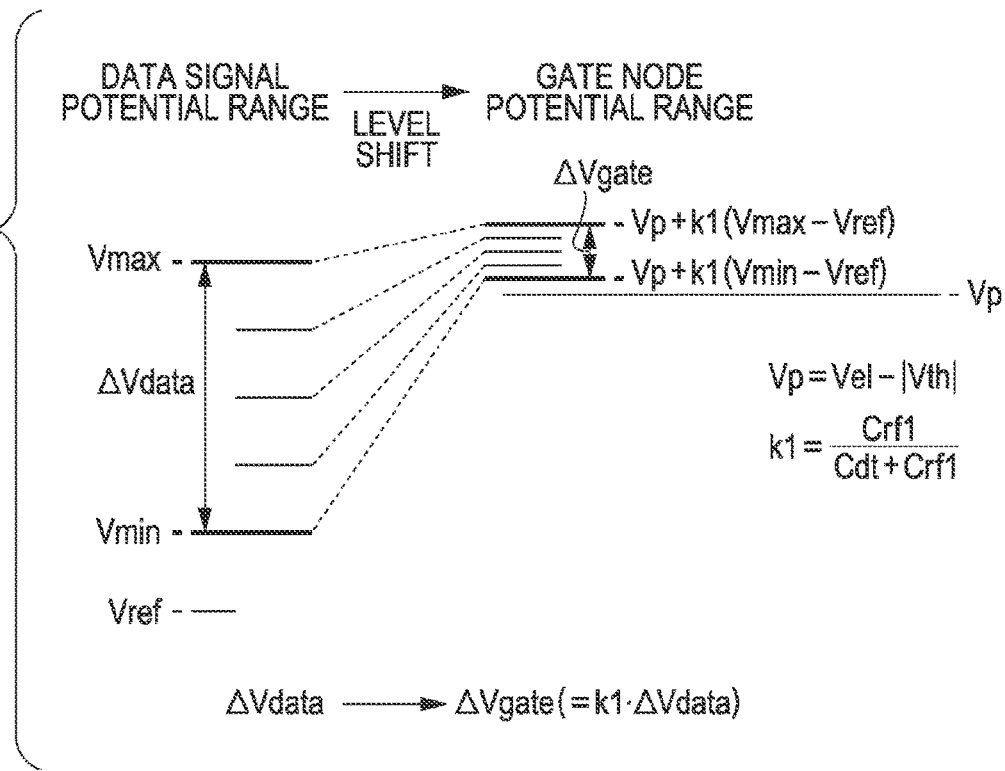 DATA SIGNAL
POTENTIAL RANGE
LEVEL
SHIFT
GATE NODE
POTENTIAL RANGE
ΔVgate
Vp+k1(Vmax−Vref)
Vmax
Vp+k1(Vmin−Vref)
Vp
ΔVdata
Vp=Vel−|Vth|
k1= Crf1 / Cdt+Crf1
Vmin
Vref
ΔVdata → ΔVgate(=k1·ΔVdata)